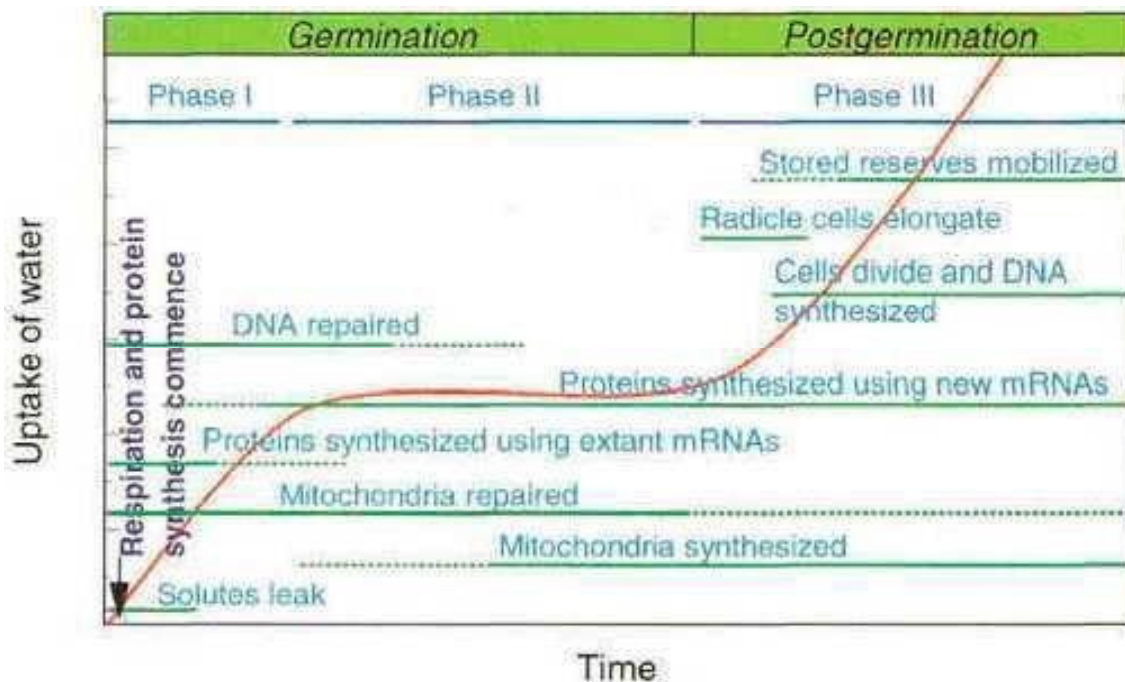 Germination Postgermination
Phase I Phase II Phase III
Stored reserves mobilized
Radicle cells elongate
Cells divide and DNA
synthesized
DNA repaired
Proteins synthesized using new mRNAs
Proteins synthesized using extant mRNAs
Mitochondria repaired
Mitochondria synthesized
Solutes leak
Respiration and protein
synthesis commence
Uptake of water
Time